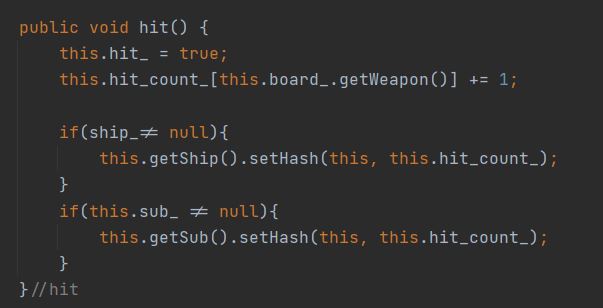 public void hit() {
    this.hit_ = true;
    this.hit_count_[this.board_.getWeapon()] += 1;

    if(ship_≠ null){
        this.getShip().setHash(this, this.hit_count_);
    }
    if(this.sub_ ≠ null){
        this.getSub().setHash(this, this.hit_count_);
    }
}//hit